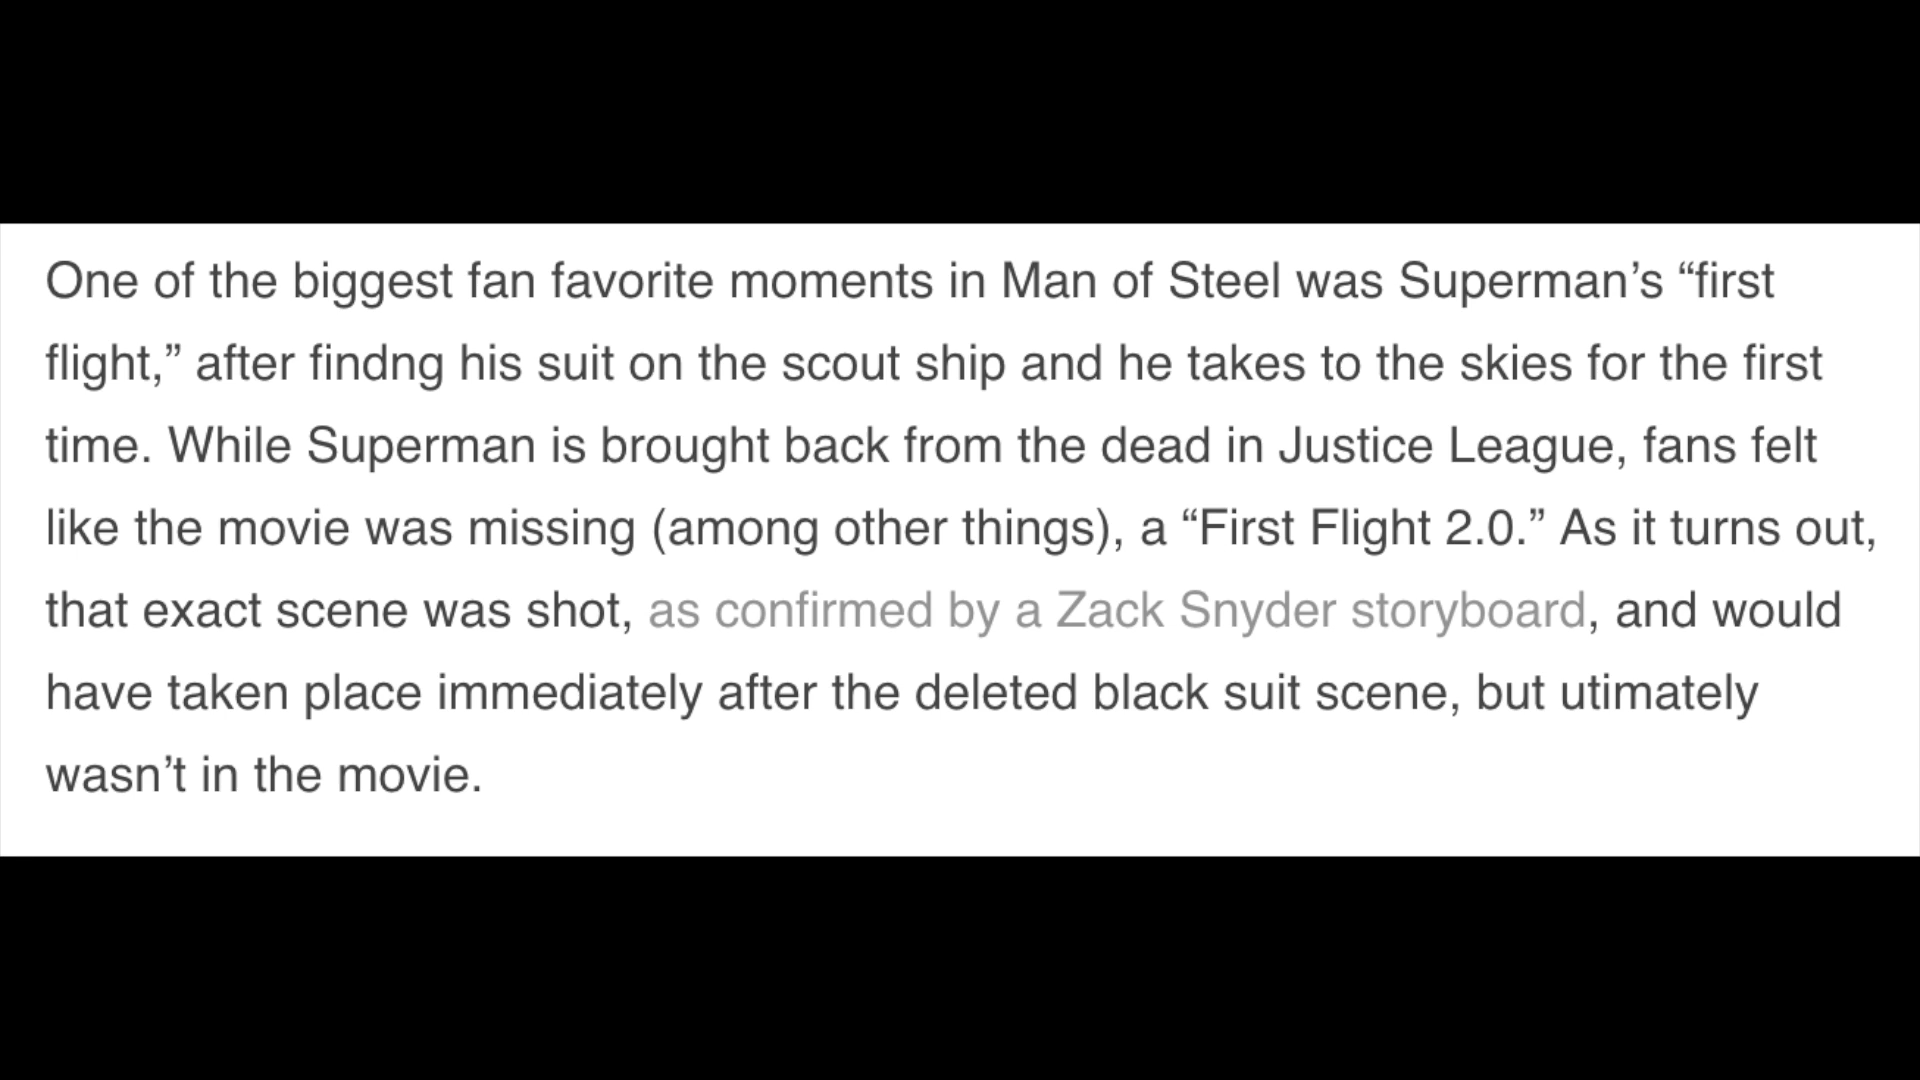 One of the biggest fan favorite moments in Man of Steel was Superman’s “first
flight,” after findng his suit on the scout ship and he takes to the skies for the first
time. While Superman is brought back from the dead in Justice League, fans felt
like the movie was missing (among other things), a “First Flight 2.0.” As it turns out,
that exact scene was shot, as confirmed by a Zack Snyder storyboard, and would
have taken place immediately after the deleted black suit scene, but utimately
wasn’t in the movie.